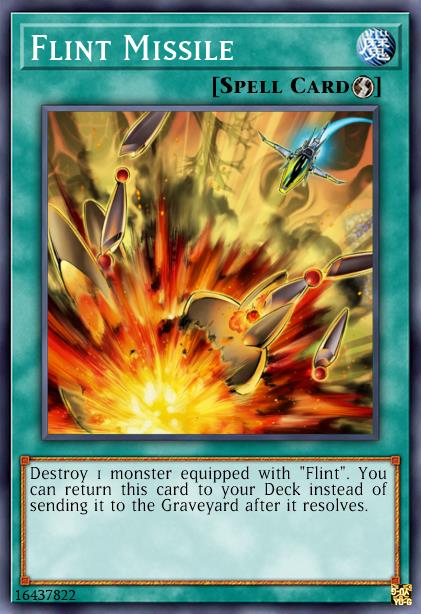 Flint Missile
[Spell Card]
Destroy 1 monster equipped with "Flint". You
can return this card to your Deck instead of
sending it to the Graveyard after it resolves.
16437822